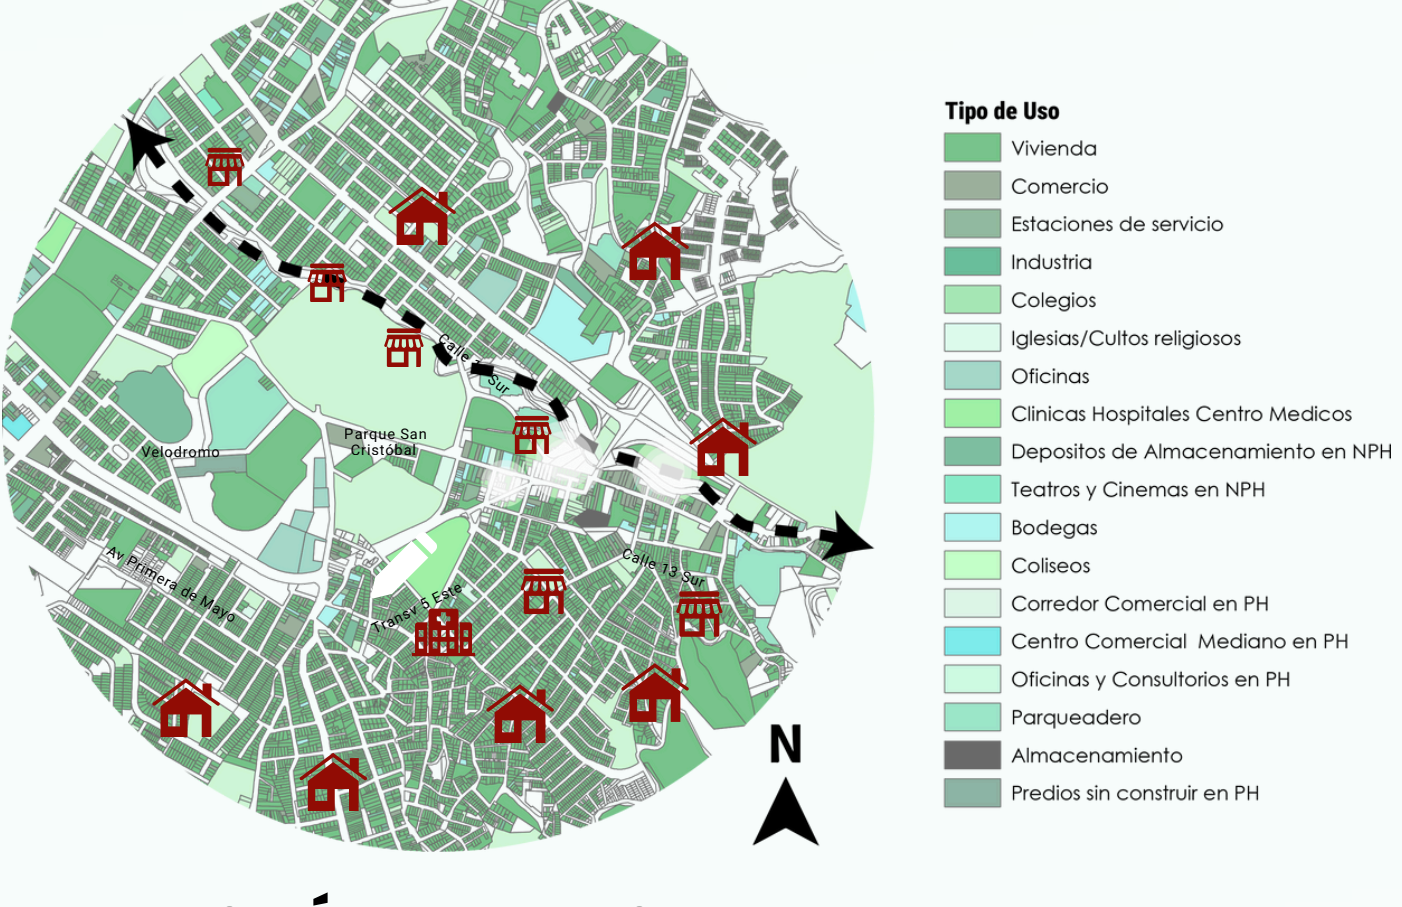 Tipo de Uso
Vivienda
Comercio
Estaciones de servicio
Industria
Colegios
Iglesias/Cultos religiosos
Oficinas
Clinicas Hospitales Centro Medicos
Depositos de Almacenamiento en NPH
Teatros y Cinemas en NPH
Bodegas
Coliseos
Corredor Comercial en PH
Centro Comercial Mediano en PH
Oficinas y Consultorios en PH
Parqueadero
Almacenamiento
Predios sin construir en PH
Calle
Sur
Parque San
Cristóbal
Velodromo
Av Primera de Mayo
Transv 5 Este
Calle 13 Sur
N